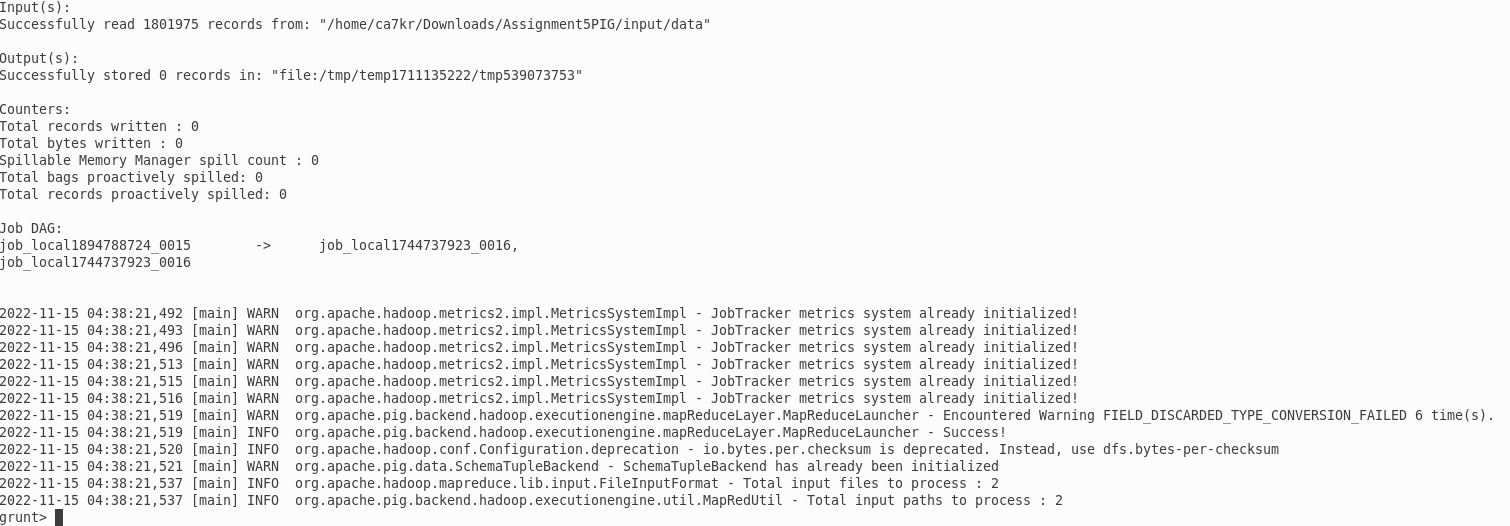 Input(s):
Successfully read 1801975 records from: "/home/ca7kr/Downloads/Assignment5PIG/input/data"
Output(s):
Successfully stored 0 records in: "file:/tmp/temp1711135222/tmp539073753"
Counters:
Total records written : 0
Total bytes written : 0
Spillable Memory Manager spill count : 0
Total bags proactively spilled: 0
Total records proactively spilled: 0
Job DAG:
job_local1894788724_0015        ->      job_local1744737923_0016,
job_local1744737923_0016
2022-11-15 04:38:21,492 [main] WARN  org.apache.hadoop.metrics2.impl.MetricsSystemImpl - JobTracker metrics system already initialized!
2022-11-15 04:38:21,493 [main] WARN  org.apache.hadoop.metrics2.impl.MetricsSystemImpl - JobTracker metrics system already initialized!
2022-11-15 04:38:21,496 [main] WARN  org.apache.hadoop.metrics2.impl.MetricsSystemImpl - JobTracker metrics system already initialized!
2022-11-15 04:38:21,513 [main] WARN  org.apache.hadoop.metrics2.impl.MetricsSystemImpl - JobTracker metrics system already initialized!
2022-11-15 04:38:21,515 [main] WARN  org.apache.hadoop.metrics2.impl.MetricsSystemImpl - JobTracker metrics system already initialized!
2022-11-15 04:38:21,516 [main] WARN  org.apache.hadoop.metrics2.impl.MetricsSystemImpl - JobTracker metrics system already initialized!
2022-11-15 04:38:21,519 [main] WARN  org.apache.pig.backend.hadoop.executionengine.mapReduceLayer.MapReduceLauncher - Encountered Warning FIELD_DISCARDED_TYPE_CONVERSION_FAILED 6 time(s).
2022-11-15 04:38:21,519 [main] INFO  org.apache.pig.backend.hadoop.executionengine.mapReduceLayer.MapReduceLauncher - Success!
2022-11-15 04:38:21,520 [main] INFO  org.apache.hadoop.conf.Configuration.deprecation - io.bytes.per.checksum is deprecated. Instead, use dfs.bytes-per-checksum
2022-11-15 04:38:21,521 [main] WARN  org.apache.pig.data.SchemaTupleBackend - SchemaTupleBackend has already been initialized
2022-11-15 04:38:21,537 [main] INFO  org.apache.hadoop.mapreduce.lib.input.FileInputFormat - Total input files to process : 2
2022-11-15 04:38:21,537 [main] INFO  org.apache.pig.backend.hadoop.executionengine.util.MapRedUtil - Total input paths to process : 2
grunt>